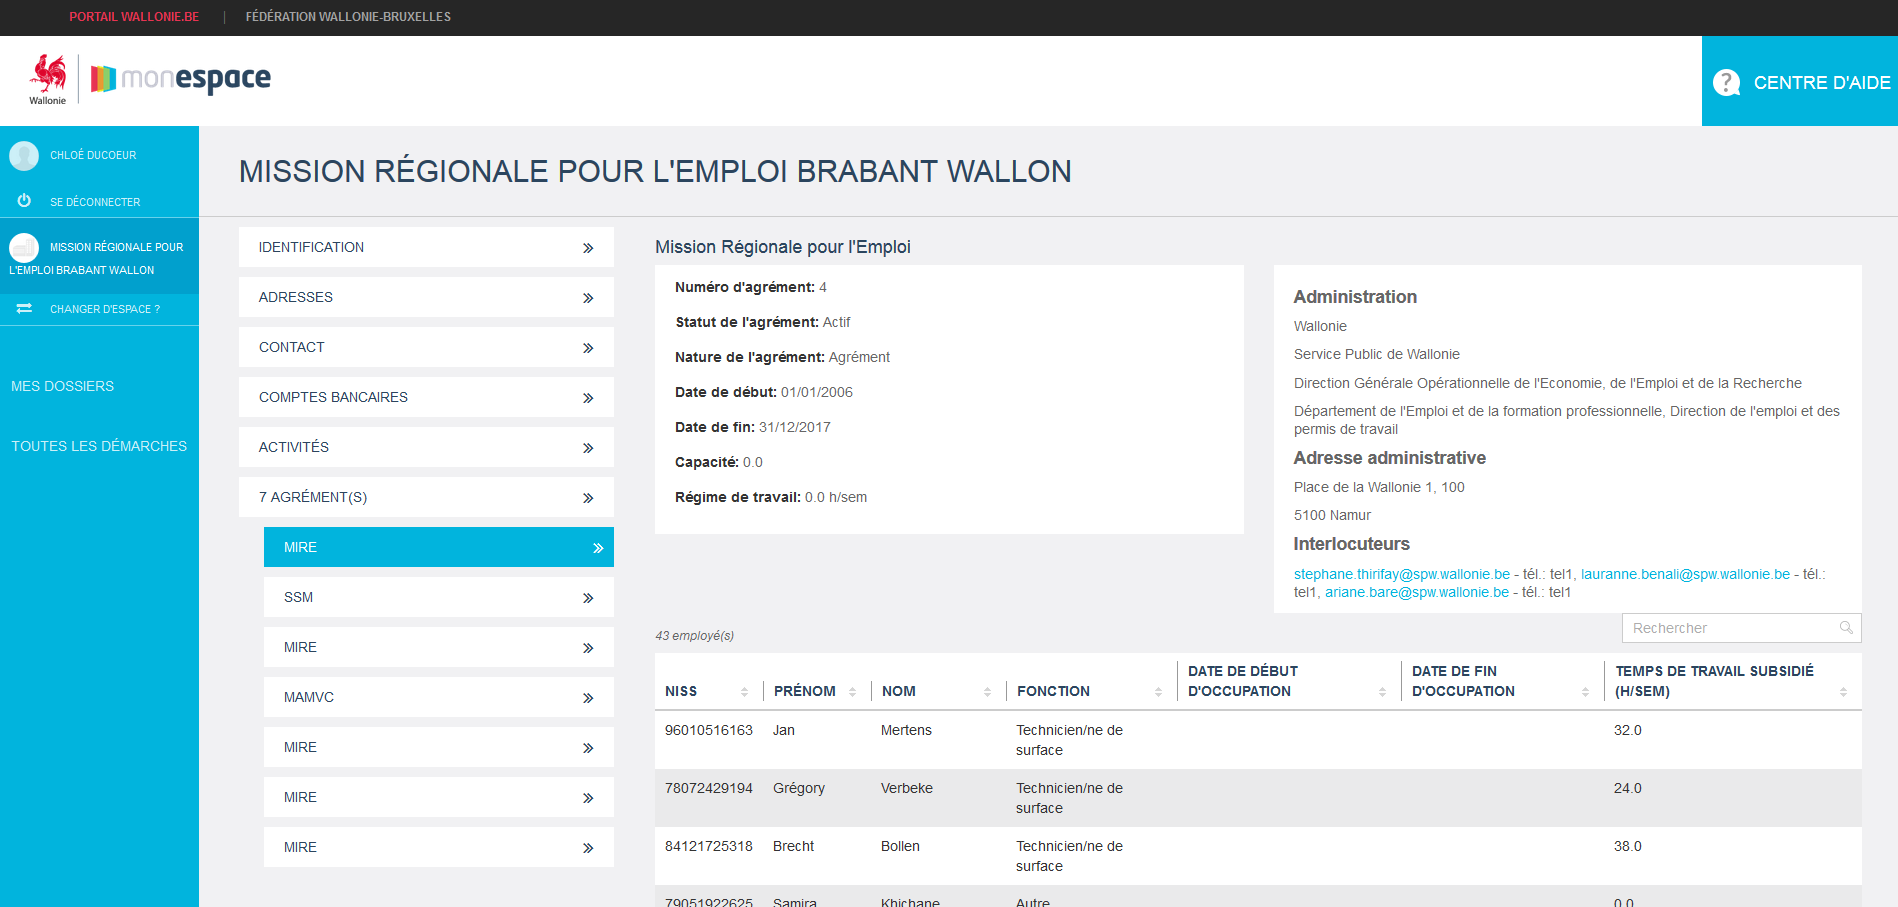 PORTAIL WALLONIE.BE | FÉDÉRATION WALLONIE-BRUXELLES
Wallonie
monespace
CENTRE D'AIDE
CHLOÉ DUCOEUR
SE DÉCONNECTER
MISSION RÉGIONALE POUR
L'EMPLOI BRABANT WALLON
CHANGER D'ESPACE ?
MES DOSSIERS
TOUTES LES DÉMARCHES
MISSION RÉGIONALE POUR L'EMPLOI BRABANT WALLON
IDENTIFICATION
ADRESSES
CONTACT
COMPTES BANCAIRES
ACTIVITÉS
7 AGRÉMENT(S)
MIRE
SSM
MIRE
MAMVC
MIRE
MIRE
MIRE
Mission Régionale pour l'Emploi
Numéro d'agrément: 4
Statut de l'agrément: Actif
Nature de l'agrément: Agrément
Date de début: 01/01/2006
Date de fin: 31/12/2017
Capacité: 0.0
Régime de travail: 0.0 h/sem
Administration
Wallonie
Service Public de Wallonie
Direction Générale Opérationnelle de l'Economie, de l'Emploi et de la Recherche
Département de l'Emploi et de la formation professionnelle, Direction de l'emploi et des
permis de travail
Adresse administrative
Place de la Wallonie 1, 100
5100 Namur
Interlocuteurs
stephane.thirifay@spw.wallonie.be - tél.: tel1, lauranne.benali@spw.wallonie.be - tél.:
tel1, ariane.bare@spw.wallonie.be - tél.: tel1
43 employé(s)
Rechercher
NISS PRÉNOM NOM FONCTION DATE DE DÉBUT D'OCCUPATION DATE DE FIN D'OCCUPATION TEMPS DE TRAVAIL SUBSIDIÉ (H/SEM)
96010516163 Jan Mertens Technicien/ne de surface 32.0
78072429194 Grégory Verbeke Technicien/ne de surface 24.0
84121725318 Brecht Bollen Technicien/ne de surface 38.0
79051922625 Samira Khichane Autre 0.0